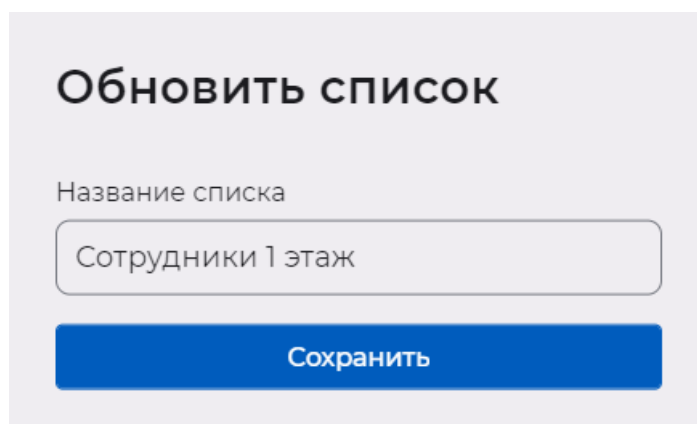 Обновить список
Название списка
Сотрудники 1 этаж
Сохранить